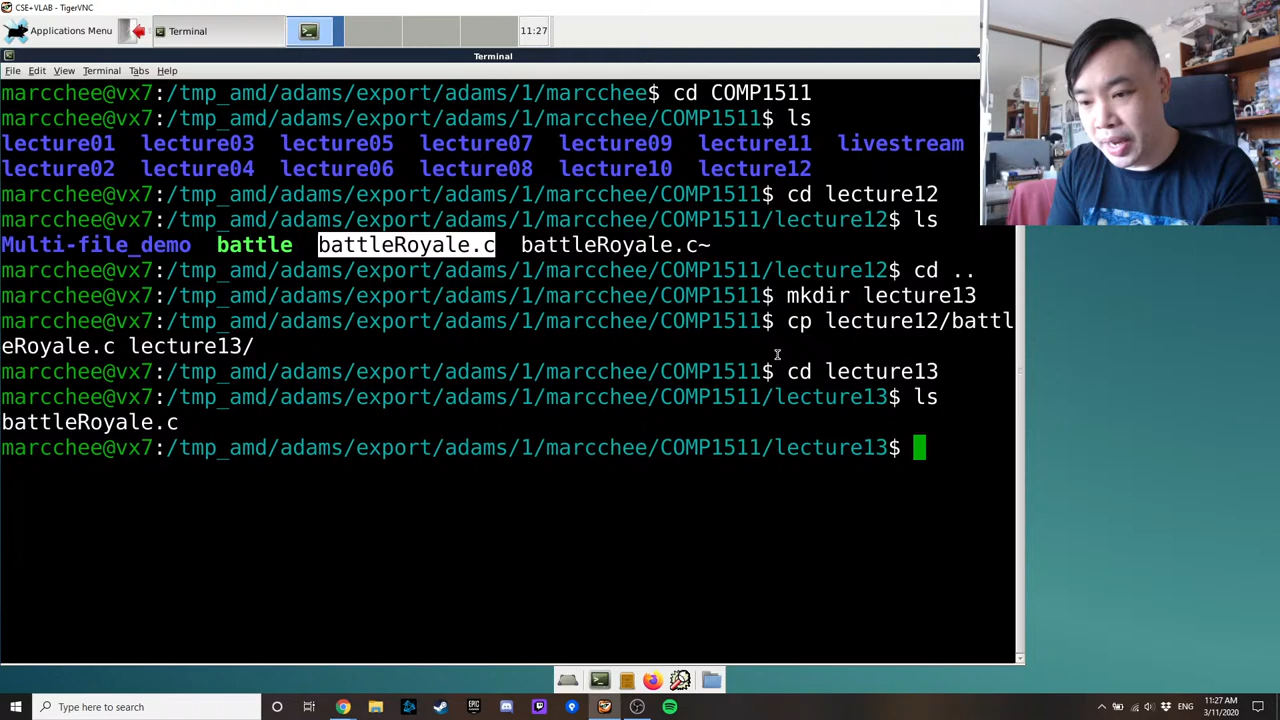 CSE+VLAB - TigerVNC
Applications Menu
Terminal
11:27
Terminal
File Edit View Terminal Tabs Help
marcchee@vx7:/tmp_amd/adams/export/adams/1/marcchee$ cd COMP1511
marcchee@vx7:/tmp_amd/adams/export/adams/1/marcchee/COMP1511$ ls
lecture01 lecture03 lecture05 lecture07 lecture09 lecture11 livestream
lecture02 lecture04 lecture06 lecture08 lecture10 lecture12
marcchee@vx7:/tmp_amd/adams/export/adams/1/marcchee/COMP1511$ cd lecture12
marcchee@vx7:/tmp_amd/adams/export/adams/1/marcchee/COMP1511/lecture12$ ls
Multi-file_demo battle battleRoyale.c battleRoyale.c~
marcchee@vx7:/tmp_amd/adams/export/adams/1/marcchee/COMP1511/lecture12$ cd ..
marcchee@vx7:/tmp_amd/adams/export/adams/1/marcchee/COMP1511$ mkdir lecture13
marcchee@vx7:/tmp_amd/adams/export/adams/1/marcchee/COMP1511$ cp lecture12/battl
eRoyale.c lecture13/
marcchee@vx7:/tmp_amd/adams/export/adams/1/marcchee/COMP1511$ cd lecture13
marcchee@vx7:/tmp_amd/adams/export/adams/1/marcchee/COMP1511/lecture13$ ls
battleRoyale.c
marcchee@vx7:/tmp_amd/adams/export/adams/1/marcchee/COMP1511/lecture13$
Type here to search
ENG
11:27 AM
3/11/2020